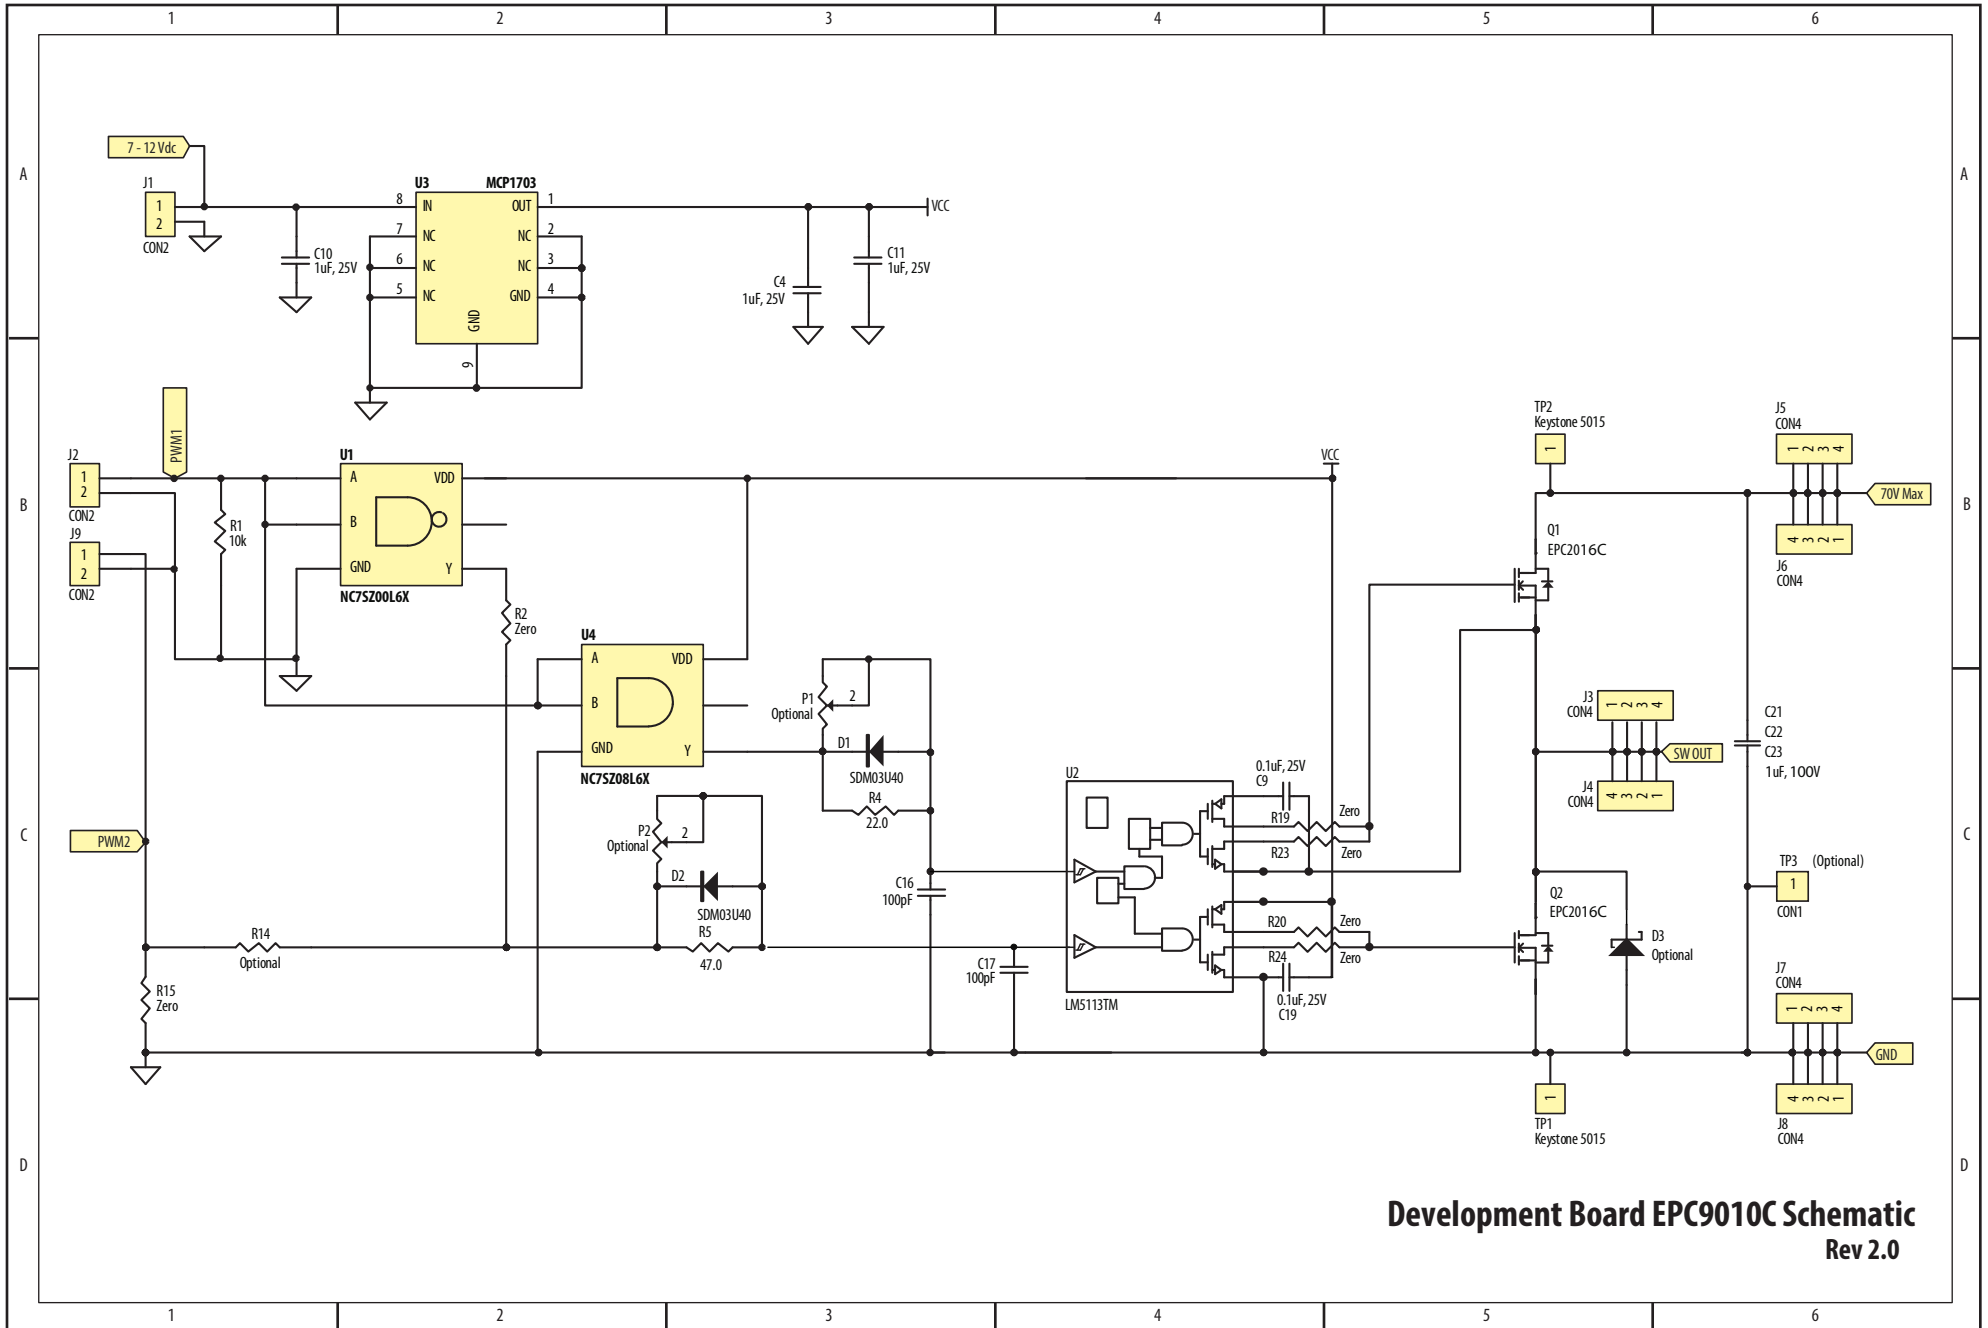 1 2 3 4 5 6
A A
B B
C C
D D
7 - 12 Vdc
J1
1
2
CON2
C10
1uF, 25V
U3 MCP1703
8 IN OUT 1
7 NC NC 2
6 NC NC 3
5 NC GND 4
GND
9
C4
1uF, 25V
C11
1uF, 25V
VCC
PWM1
J2
1
2
CON2
J9
1
2
CON2
R1
10k
U1
A VDD
B
GND Y
NC7SZ00L6X
R2
Zero
U4
A VDD
B
GND Y
NC7SZ08L6X
P1
Optional
2
D1
SDM03U40
R4
22.0
P2
Optional
2
D2
SDM03U40
R5
47.0
PWM2
R14
Optional
R15
Zero
C16
100pF
C17
100pF
VCC
U2
LM5113TM
0.1uF, 25V
C9
R19 Zero
R23 Zero
R20 Zero
R24 Zero
0.1uF, 25V
C19
TP2
Keystone 5015
1
Q1
EPC2016C
J3
CON4
1 2 3 4
SW OUT
J4
CON4
4 3 2 1
Q2
EPC2016C
D3
Optional
TP1
Keystone 5015
1
J5
CON4
1 2 3 4
70V Max
4 3 2 1
J6
CON4
C21
C22
C23
1uF, 100V
TP3 (Optional)
1
CON1
J7
CON4
1 2 3 4
GND
4 3 2 1
J8
CON4
Development Board EPC9010C Schematic
Rev 2.0
1 2 3 4 5 6